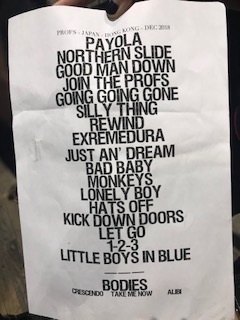 PROFS - JAPAN - HONG KONG - DEC 2018
PAYOLA
NORTHERN SLIDE
GOOD MAN DOWN
JOIN THE PROFS
GOING GOING GONE
SILLY THING
REWIND
EXREMEDURA
JUST AN' DREAM
BAD BABY
MONKEYS
LONELY BOY
HATS OFF
KICK DOWN DOORS
LET GO
1-2-3
LITTLE BOYS IN BLUE
———
BODIES
CRESCENDO TAKE ME NOW ALIBI